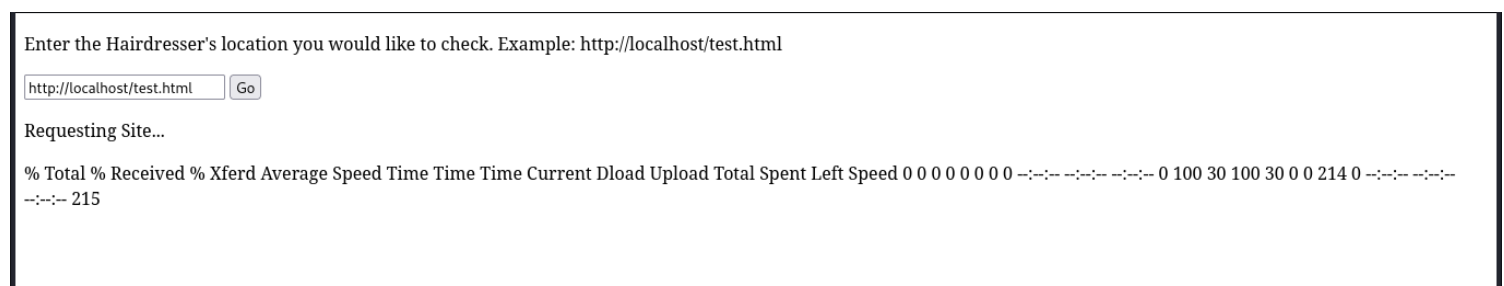 Enter the Hairdresser's location you would like to check. Example: http://localhost/test.html
http://localhost/test.html Go
Requesting Site...
% Total % Received % Xferd Average Speed Time Time Time Current Dload Upload Total Spent Left Speed 0 0 0 0 0 0 0 0 --:--:-- --:--:-- --:--:-- 0 100 30 100 30 0 0 214 0 --:--:-- --:--:--
--:--:-- 215